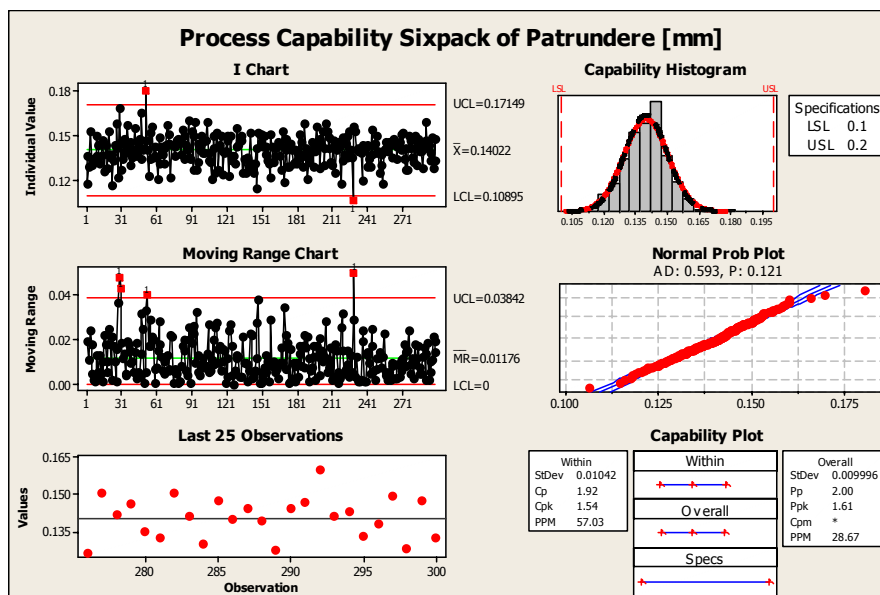 Process Capability Sixpack of Patrundere [mm]
I Chart
Individual Value
0.18
0.15
0.12
1
UCL=0.17149
X=0.14022
LCL=0.10895
1 31 61 91 121 151 181 211 241 271
Capability Histogram
LSL
USL
0.105 0.120 0.135 0.150 0.165 0.180 0.195
Specifications
LSL 0.1
USL 0.2
Moving Range Chart
Moving Range
0.04
0.02
0.00
1
1
1
UCL=0.03842
MR=0.01176
LCL=0
1 31 61 91 121 151 181 211 241 271
Normal Prob Plot
AD: 0.593, P: 0.121
0.100 0.125 0.150 0.175
Last 25 Observations
Values
0.165
0.150
0.135
280 285 290 295 300
Observation
Capability Plot
Within
StDev 0.01042
Cp 1.92
Cpk 1.54
PPM 57.03
Within
Overall
Specs
Overall
StDev 0.009996
Pp 2.00
Ppk 1.61
Cpm *
PPM 28.67